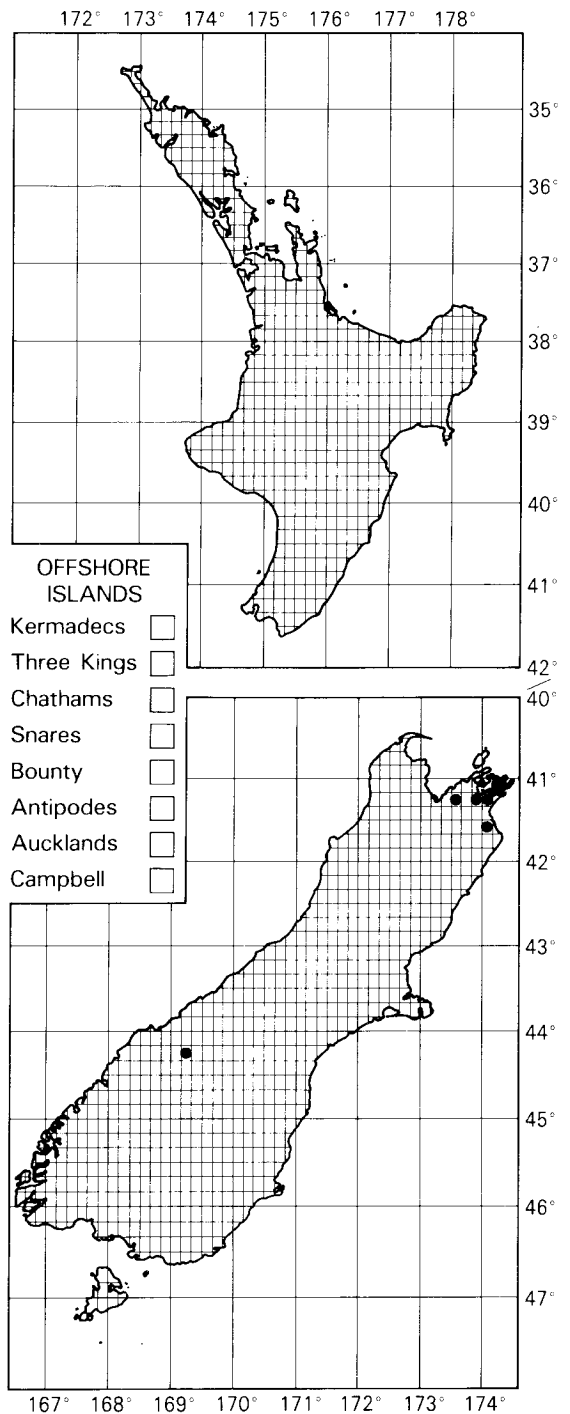 172° 173° 174° 175° 176° 177° 178°
35°
36°
37°
38°
39°
40°
41°
42°
OFFSHORE
ISLANDS
Kermadecs
Three Kings
Chathams
Snares
Bounty
Antipodes
Aucklands
Campbell
40°
41°
42°
43°
44°
45°
46°
47°
167° 168° 169° 170° 171° 172° 173° 174°